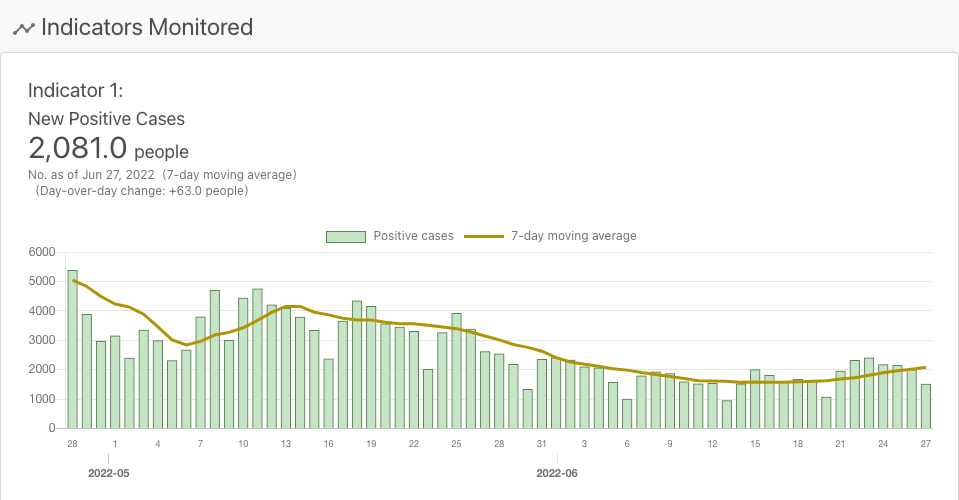 Indicators Monitored
Indicator 1:
New Positive Cases
2,081.0 people
No. as of Jun 27, 2022 (7-day moving average)
(Day-over-day change: +63.0 people)
Positive cases 7-day moving average
6000
5000
4000
3000
2000
1000
0
28 1 4 7 10 13 16 19 22 25 28 31 3 6 9 12 15 18 21 24 27
2022-05 2022-06